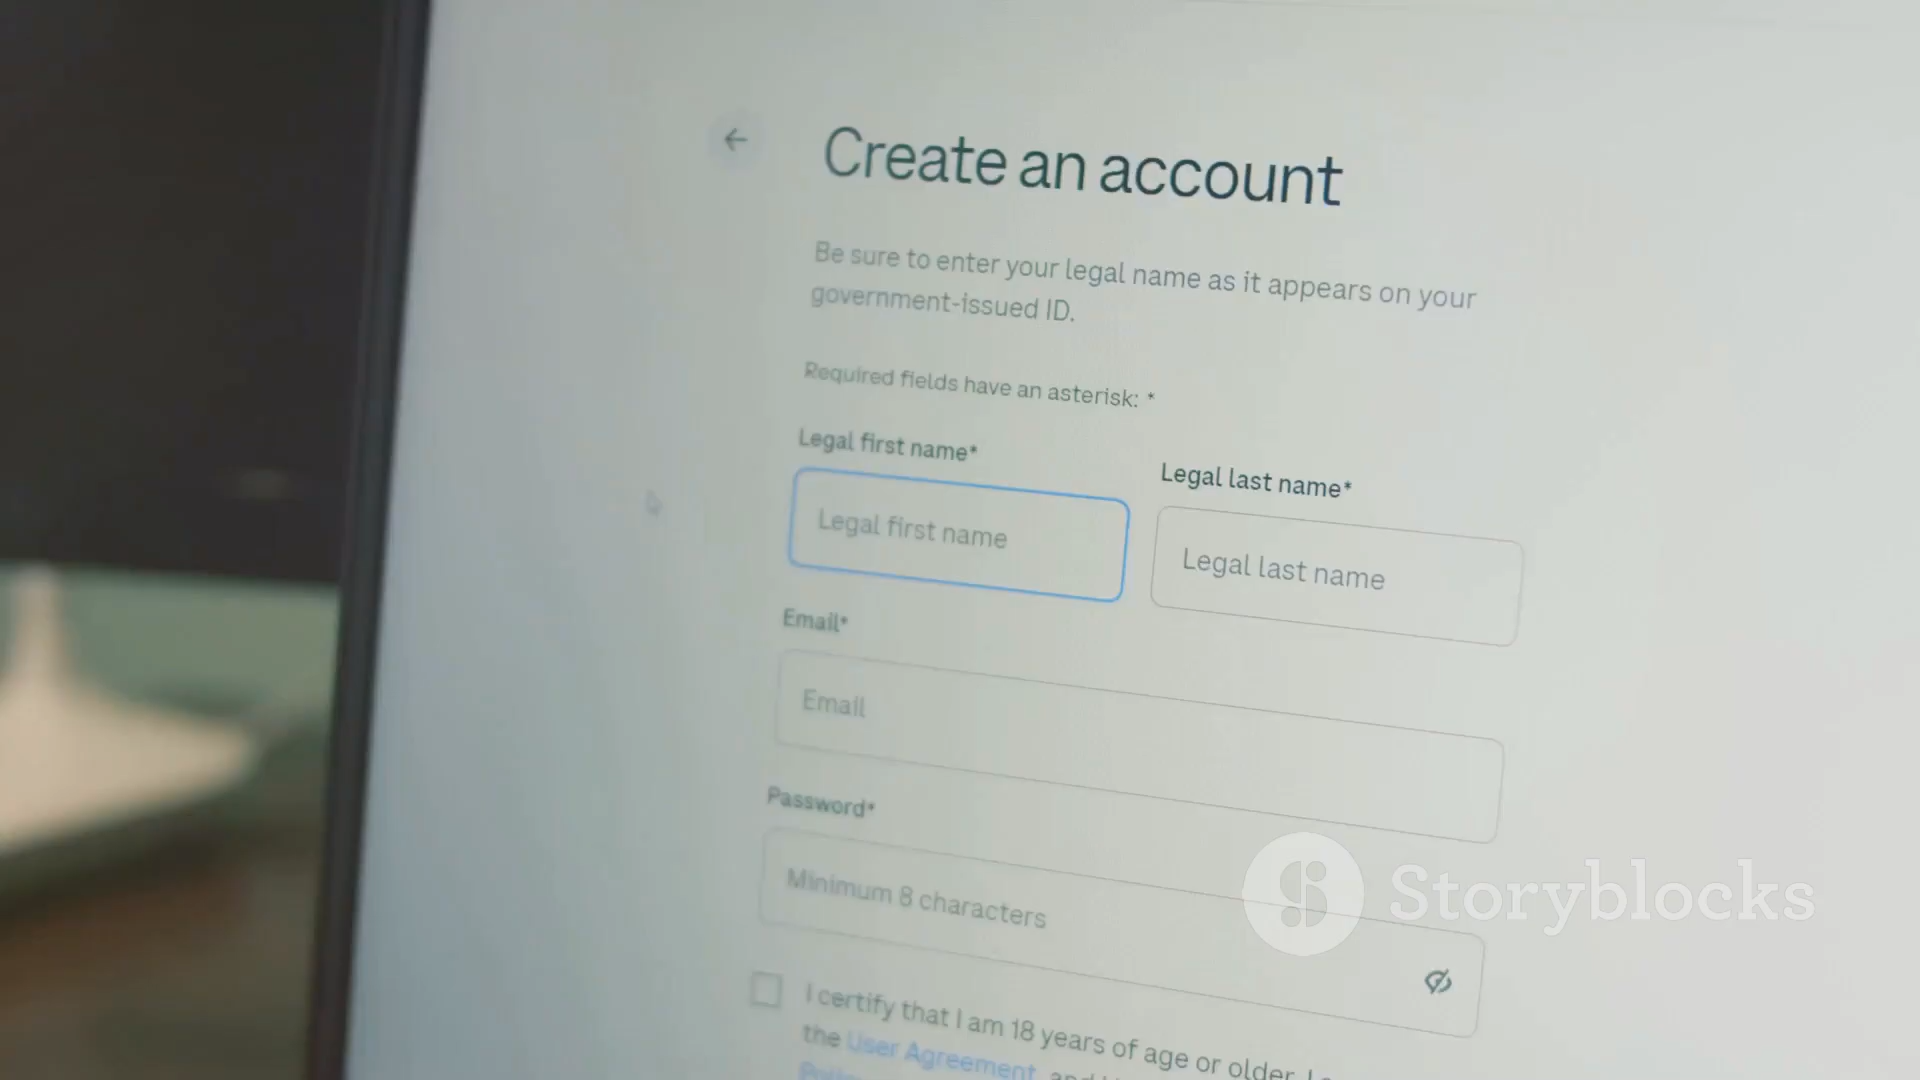 Create an account
Be sure to enter your legal name as it appears on your
government-issued ID.
Required fields have an asterisk: *
Legal first name*
Legal last name*
Legal first name
Legal last name
Email*
Email
Password*
Minimum 8 characters
Storyblocks
I certify that I am 18 years of age or older, I
the User Agreement, and